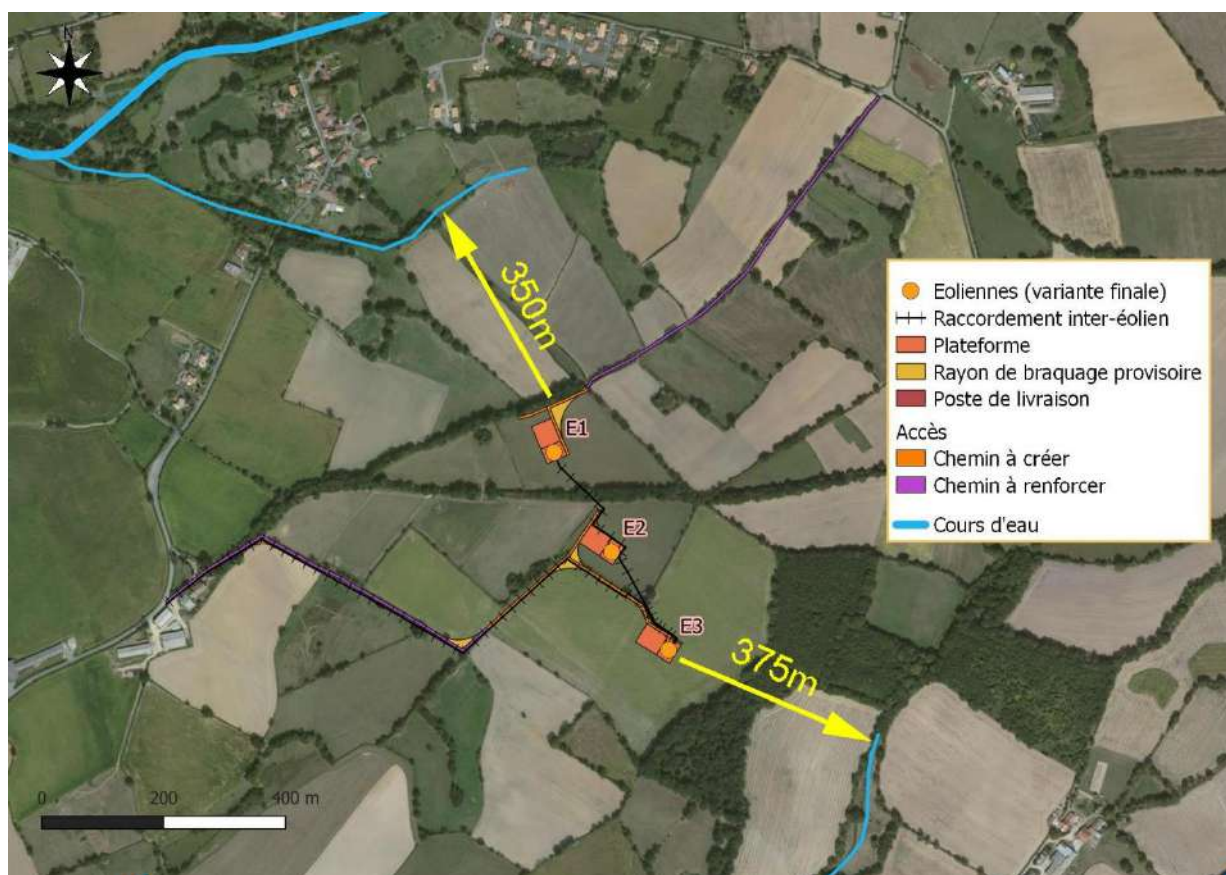 N
350m
E1
E2
E3
375m
Eoliennes (variante finale)
Raccordement inter-éolien
Plateforme
Rayon de braquage provisoire
Poste de livraison
Accès
Chemin à créer
Chemin à renforcer
Cours d'eau
0 200 400 m